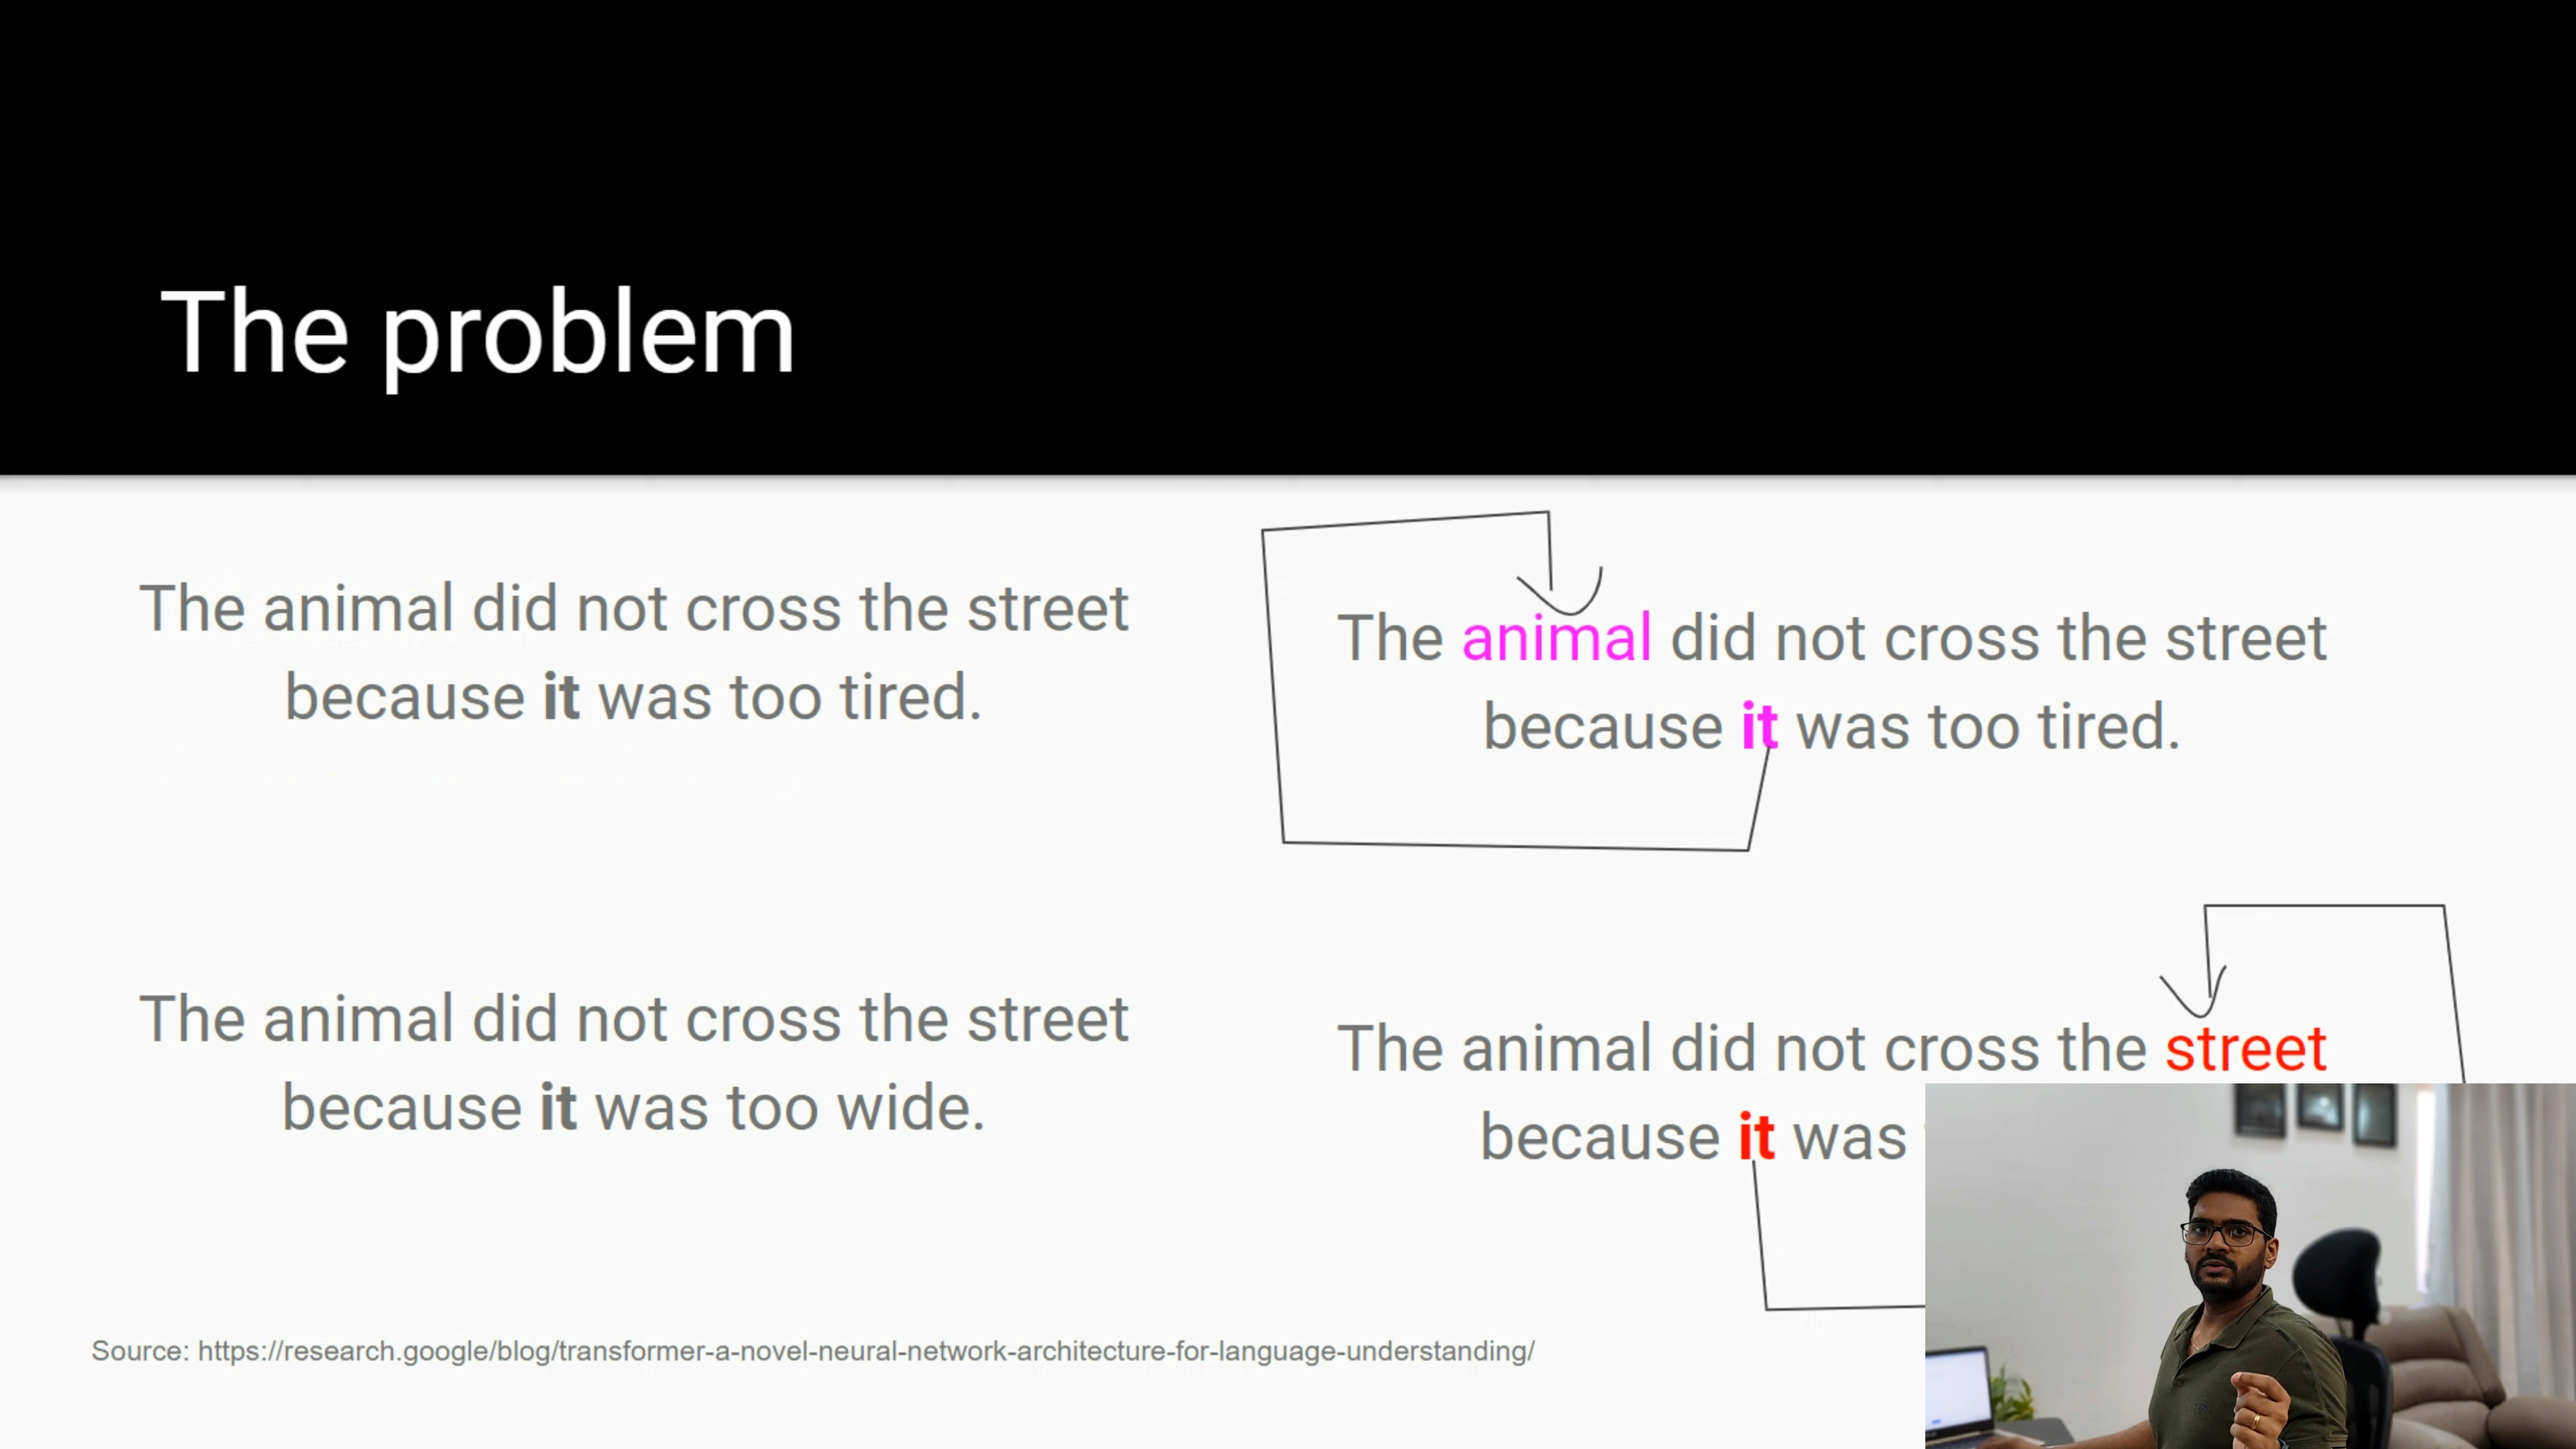 The problem
The animal did not cross the street
because it was too tired.
The animal did not cross the street
because it was too tired.
The animal did not cross the street
because it was too wide.
The animal did not cross the street
because it was
Source: https://research.google/blog/transformer-a-novel-neural-network-architecture-for-language-understanding/